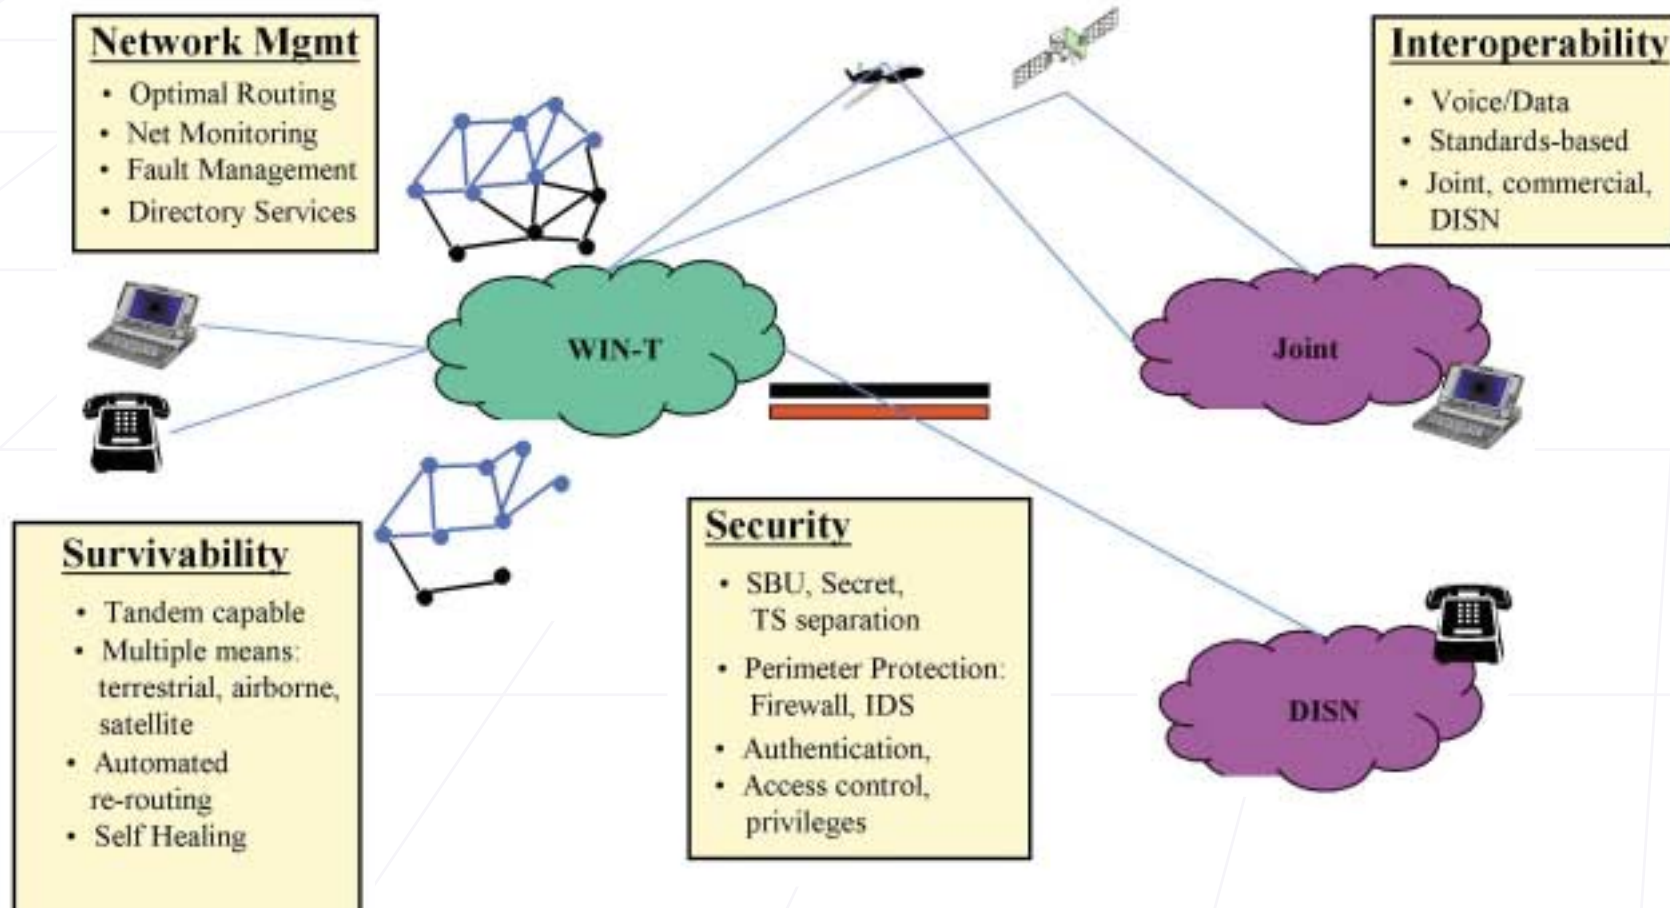 Network Mgmt
• Optimal Routing
• Net Monitoring
• Fault Management
• Directory Services
Interoperability
• Voice/Data
• Standards-based
• Joint, commercial,
DISN
WIN-T
Joint
DISN
Survivability
• Tandem capable
• Multiple means:
terrestrial, airborne,
satellite
• Automated
re-routing
• Self Healing
Security
• SBU, Secret,
TS separation
• Perimeter Protection:
Firewall, IDS
• Authentication,
• Access control,
privileges